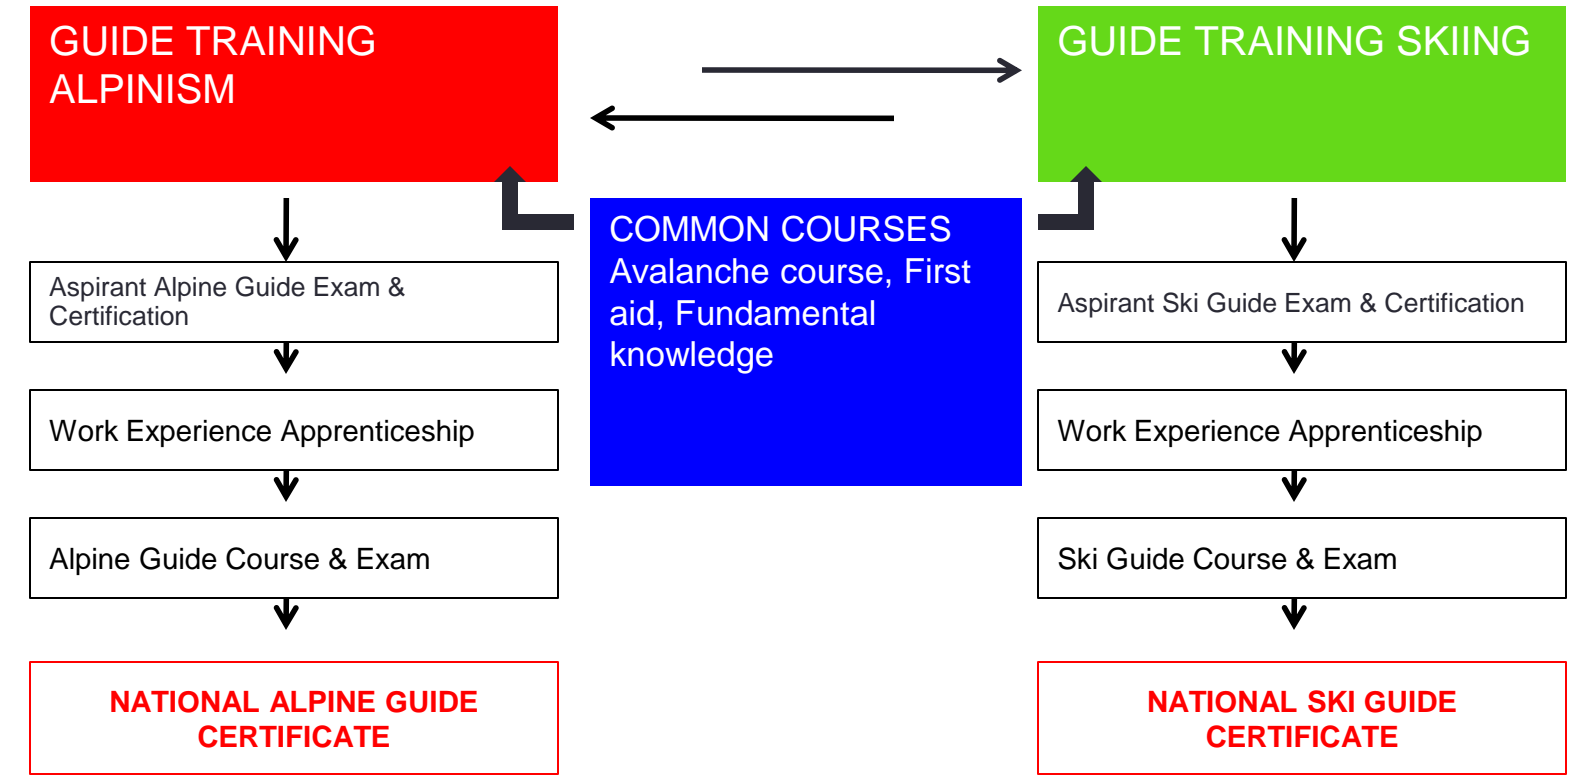 GUIDE TRAINING
ALPINISM
GUIDE TRAINING SKIING
COMMON COURSES
Avalanche course, First
aid, Fundamental
knowledge
Aspirant Alpine Guide Exam &
Certification
Work Experience Apprenticeship
Alpine Guide Course & Exam
NATIONAL ALPINE GUIDE
CERTIFICATE
Aspirant Ski Guide Exam & Certification
Work Experience Apprenticeship
Ski Guide Course & Exam
NATIONAL SKI GUIDE
CERTIFICATE